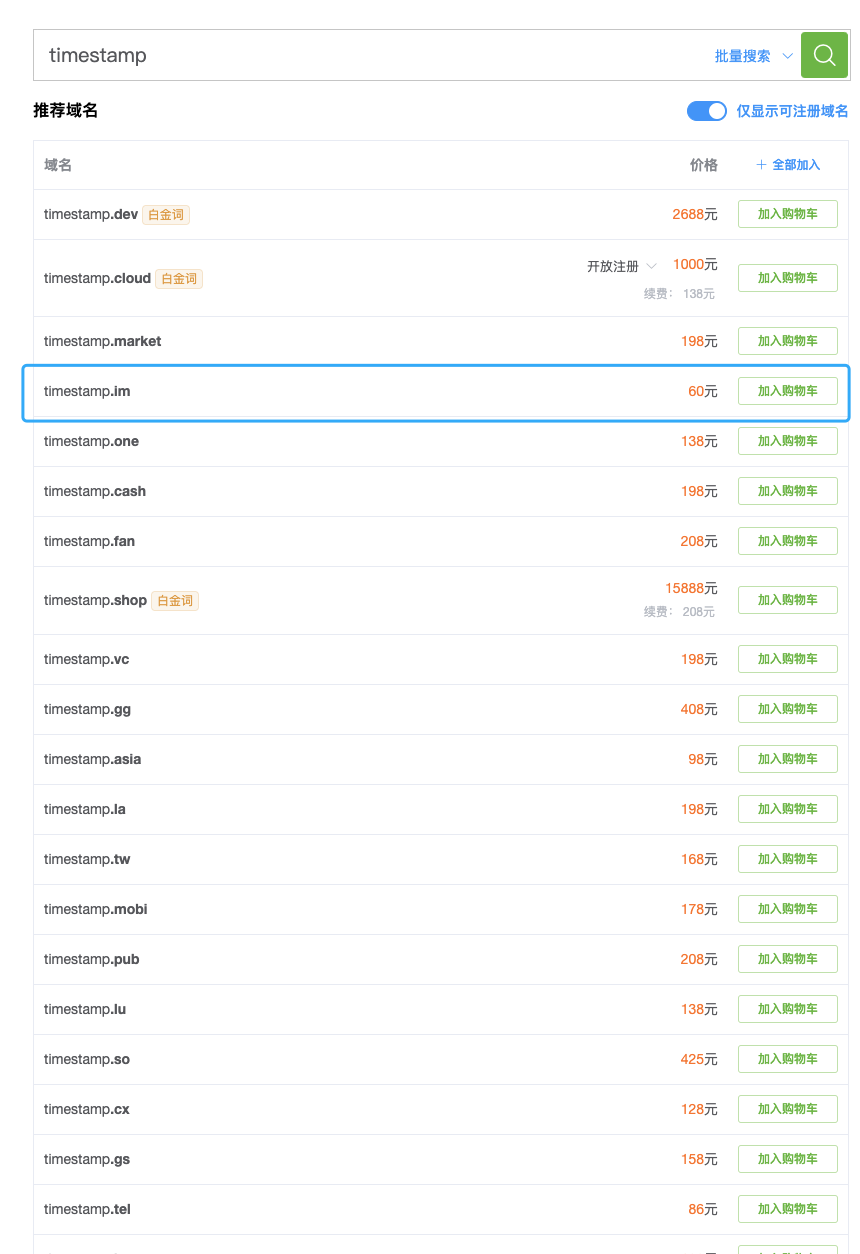 timestamp 批量搜索
推荐域名 仅显示可注册域名
域名 价格 + 全部加入
timestamp.dev 白金词 2688元 加入购物车
timestamp.cloud 白金词 开放注册 1000元 加入购物车
续费： 138元
timestamp.market 198元 加入购物车
timestamp.im 60元 加入购物车
timestamp.one 138元 加入购物车
timestamp.cash 198元 加入购物车
timestamp.fan 208元 加入购物车
timestamp.shop 白金词 15888元 加入购物车
续费： 208元
timestamp.vc 198元 加入购物车
timestamp.gg 408元 加入购物车
timestamp.asia 98元 加入购物车
timestamp.la 198元 加入购物车
timestamp.tw 168元 加入购物车
timestamp.mobi 178元 加入购物车
timestamp.pub 208元 加入购物车
timestamp.lu 138元 加入购物车
timestamp.so 425元 加入购物车
timestamp.cx 128元 加入购物车
timestamp.gs 158元 加入购物车
timestamp.tel 86元 加入购物车